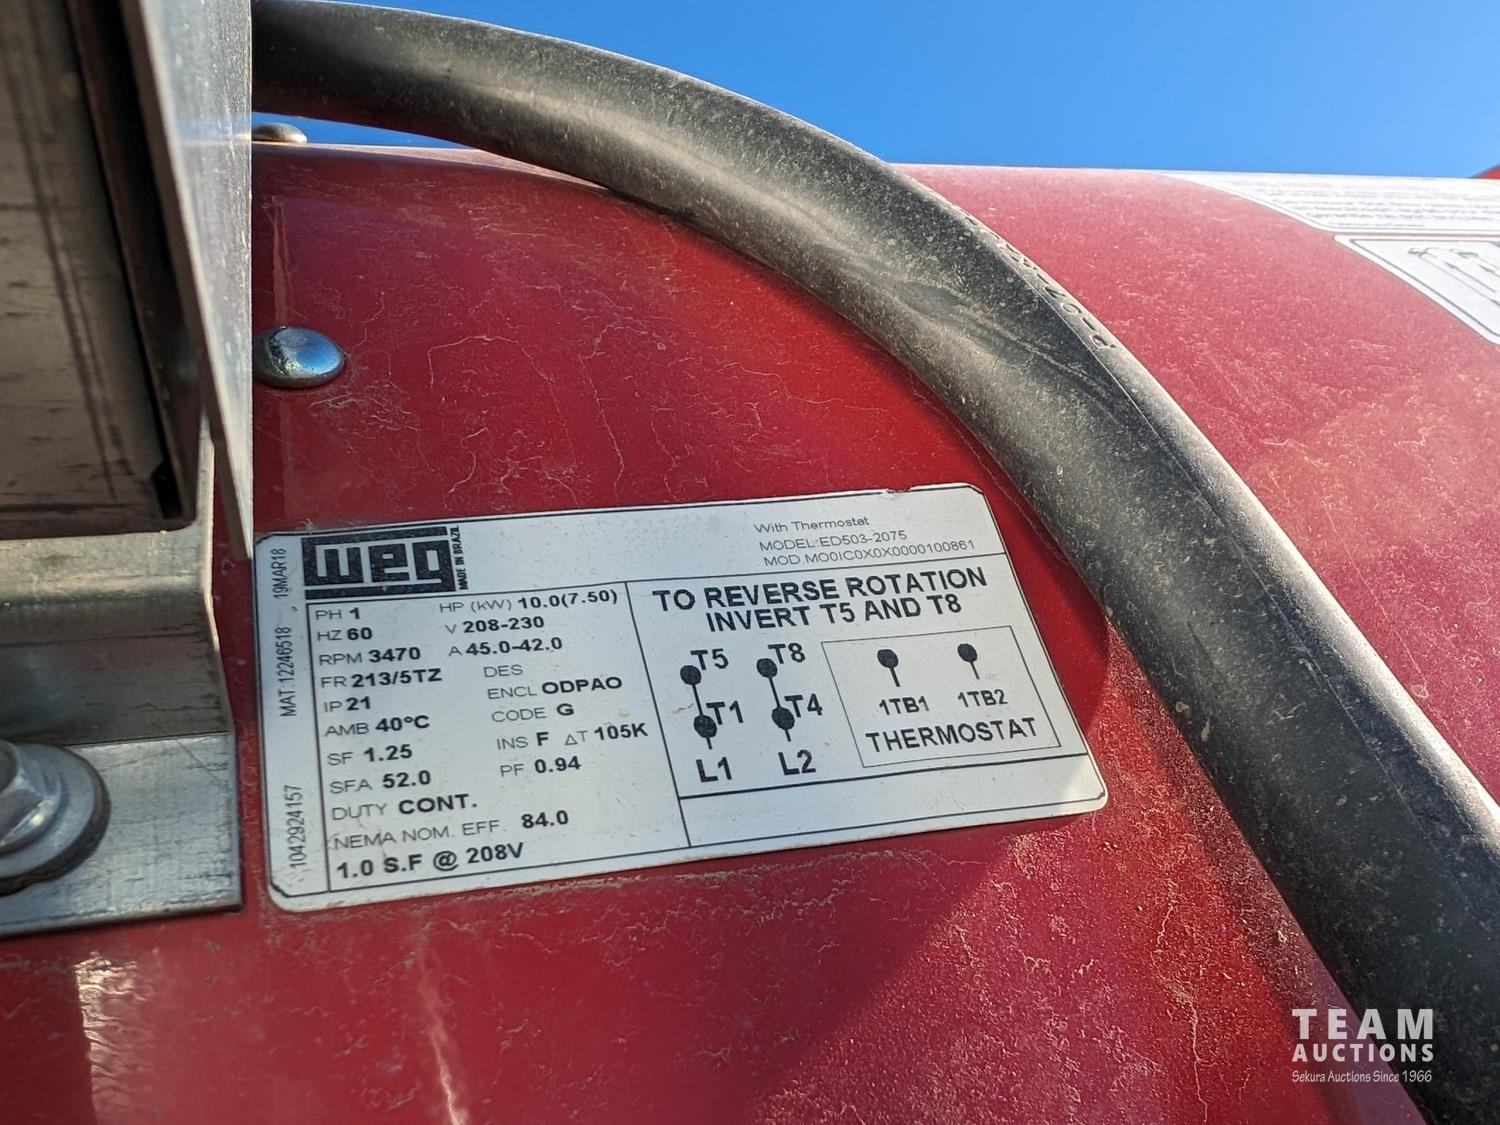 WEG
MADE IN BRAZIL
With Thermostat
MODEL:ED503-2075
MOD.MO0IC0X0X0000100861
19MAR18
MAT:12246518
1042924157
PH 1
HP (kW) 10.0(7.50)
HZ 60
V 208-230
RPM 3470
A 45.0-42.0
FR 213/5TZ
DES
IP 21
ENCL ODPAO
AMB 40°C
CODE G
SF 1.25
INS F ΔT 105K
SFA 52.0
PF 0.94
DUTY CONT.
NEMA NOM. EFF. 84.0
1.0 S.F @ 208V
TO REVERSE ROTATION
INVERT T5 AND T8
T5 T8
T1 T4
L1 L2
1TB1 1TB2
THERMOSTAT
TEAM
AUCTIONS
Sekura Auctions Since 1966